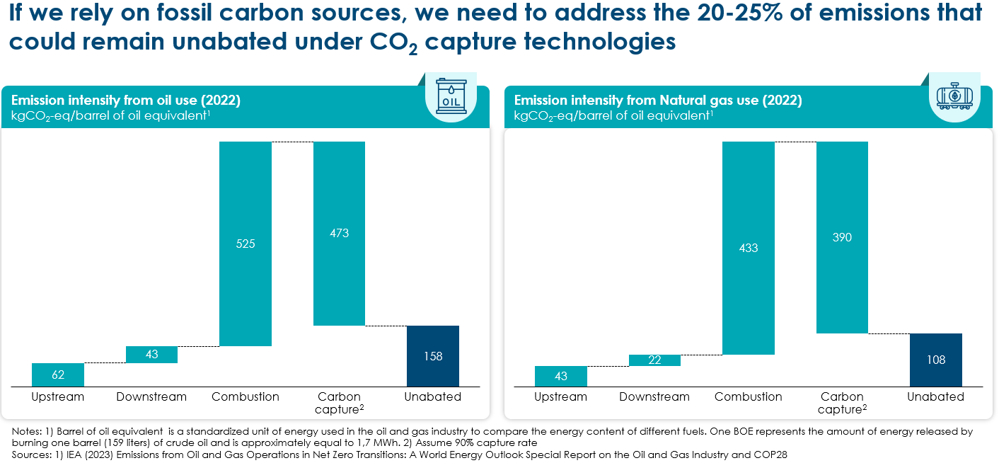 If we rely on fossil carbon sources, we need to address the 20-25% of emissions that
could remain unabated under CO₂ capture technologies
Emission intensity from oil use (2022)
kgCO₂-eq/barrel of oil equivalent¹
OIL
525
473
43
62
158
Upstream
Downstream
Combustion
Carbon
capture²
Unabated
Emission intensity from Natural gas use (2022)
kgCO₂-eq/barrel of oil equivalent¹
433
390
22
43
108
Upstream
Downstream
Combustion
Carbon
capture²
Unabated
Notes: 1) Barrel of oil equivalent is a standardized unit of energy used in the oil and gas industry to compare the energy content of different fuels. One BOE represents the amount of energy released by
burning one barrel (159 liters) of crude oil and is approximately equal to 1,7 MWh. 2) Assume 90% capture rate
Sources: 1) IEA (2023) Emissions from Oil and Gas Operations in Net Zero Transitions: A World Energy Outlook Special Report on the Oil and Gas Industry and COP28